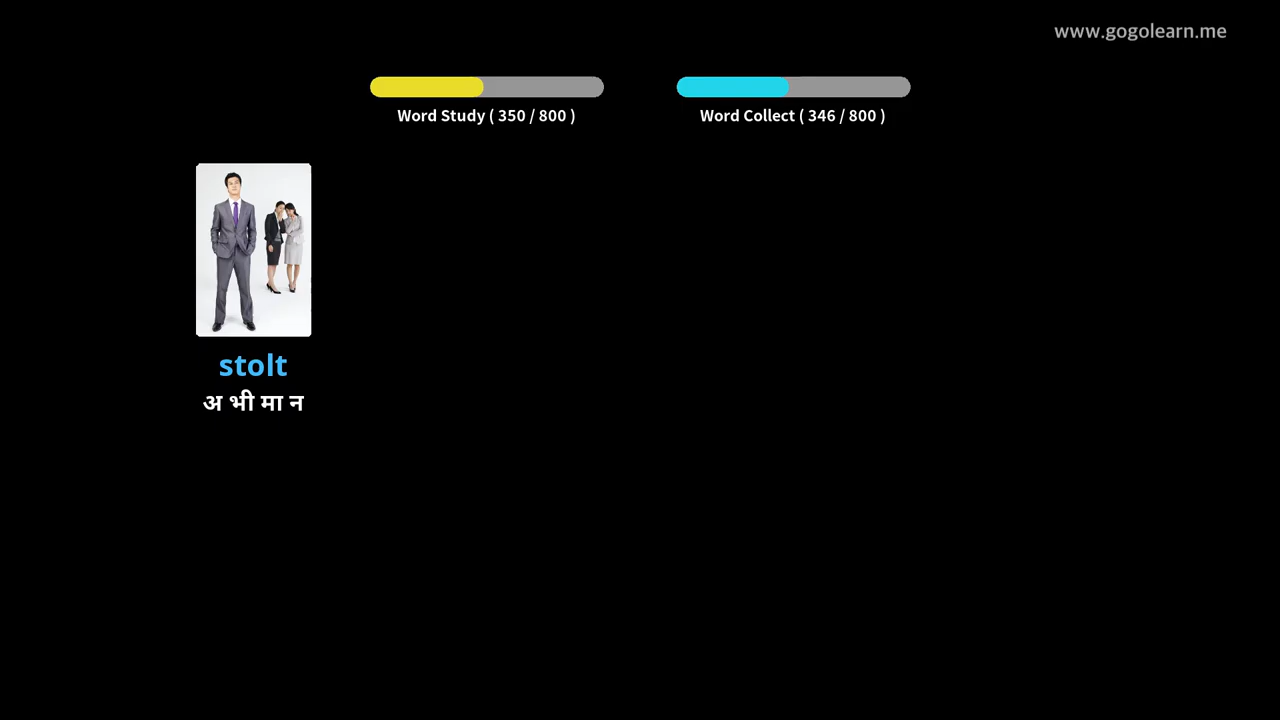 www.gogolearn.me
Word Study ( 350 / 800 )
Word Collect ( 346 / 800 )
stolt
अ भी मा न